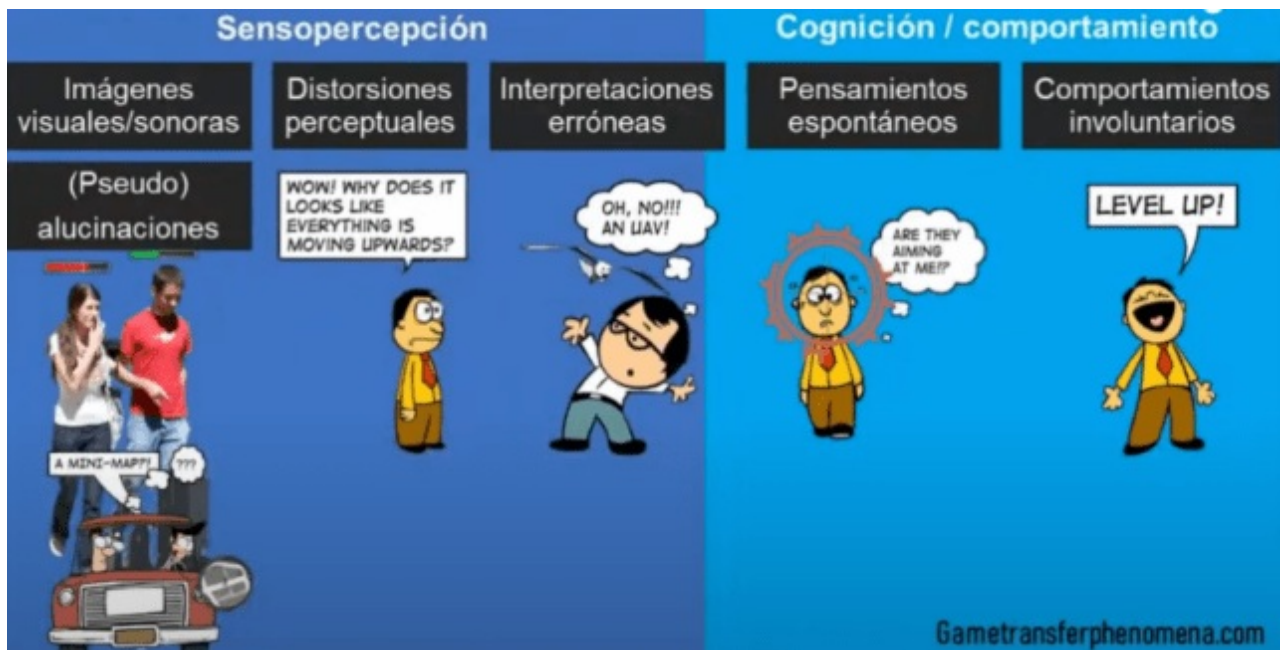 Sensopercepción
Cognición / comportamiento
Imágenes
visuales/sonoras
Distorsiones
perceptuales
Interpretaciones
erróneas
Pensamientos
espontáneos
Comportamientos
involuntarios
(Pseudo)
alucinaciones
WOW! WHY DOES IT
LOOKS LIKE
EVERYTHING IS
MOVING UPWARDS?
OH, NO!!!
AN UAV!
ARE THEY
AIMING
AT ME!?
LEVEL UP!
A MINI-MAP?!
???
Gametransferphenomena.com